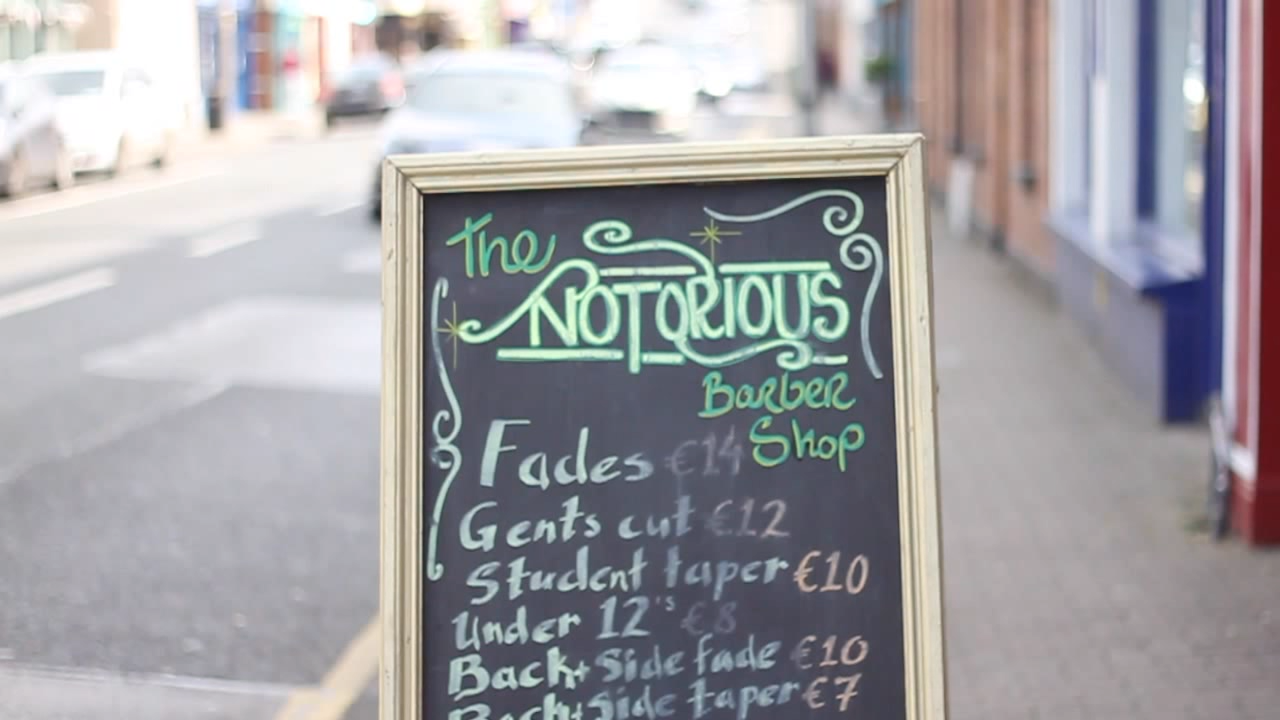 The
NOTORIOUS
Barber
Shop
Fades €14
Gents cut €12
Student taper €10
Under 12's €8
Back+Side fade €10
Back+Side taper €7